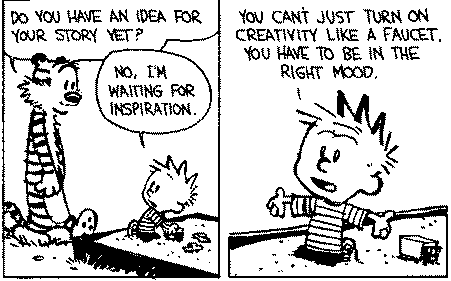 DO YOU HAVE AN IDEA FOR
YOUR STORY YET?
NO, I'M
WAITING FOR
INSPIRATION.
YOU CAN'T JUST TURN ON
CREATIVITY LIKE A FAUCET.
YOU HAVE TO BE IN THE
RIGHT MOOD.